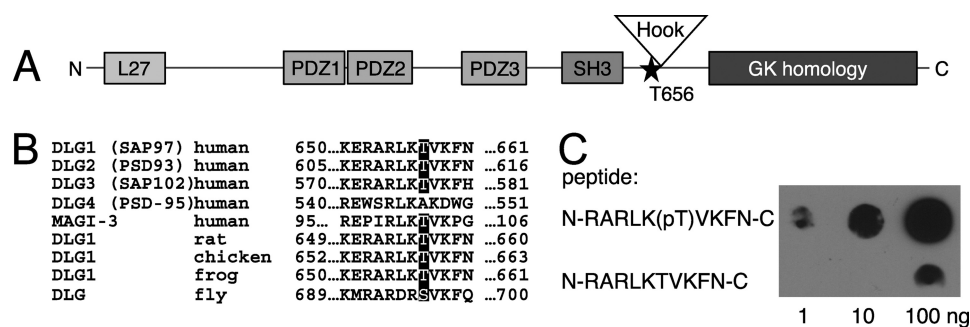 A
N L27 PDZ1 PDZ2 PDZ3 SH3 Hook GK homology C
T656
B
DLG1 (SAP97) human 650…KERARLKTVKFN …661
DLG2 (PSD93) human 605…KERARLKTVKFN …616
DLG3 (SAP102)human 570…KERARLKTVKFH …581
DLG4 (PSD-95)human 540…REWSRLKAKDWG…551
MAGI-3 human 95… REPIRLKTVKPG …106
DLG1 rat 649…KERARLKTVKFN …660
DLG1 chicken 652…KERARLKTVKFN …663
DLG1 frog 650…KERARLKTVKFN …661
DLG fly 689…KMRARDRSVKFQ …700
C
peptide:
N-RARLK(pT)VKFN-C
N-RARLKTVKFN-C
1 10 100 ng